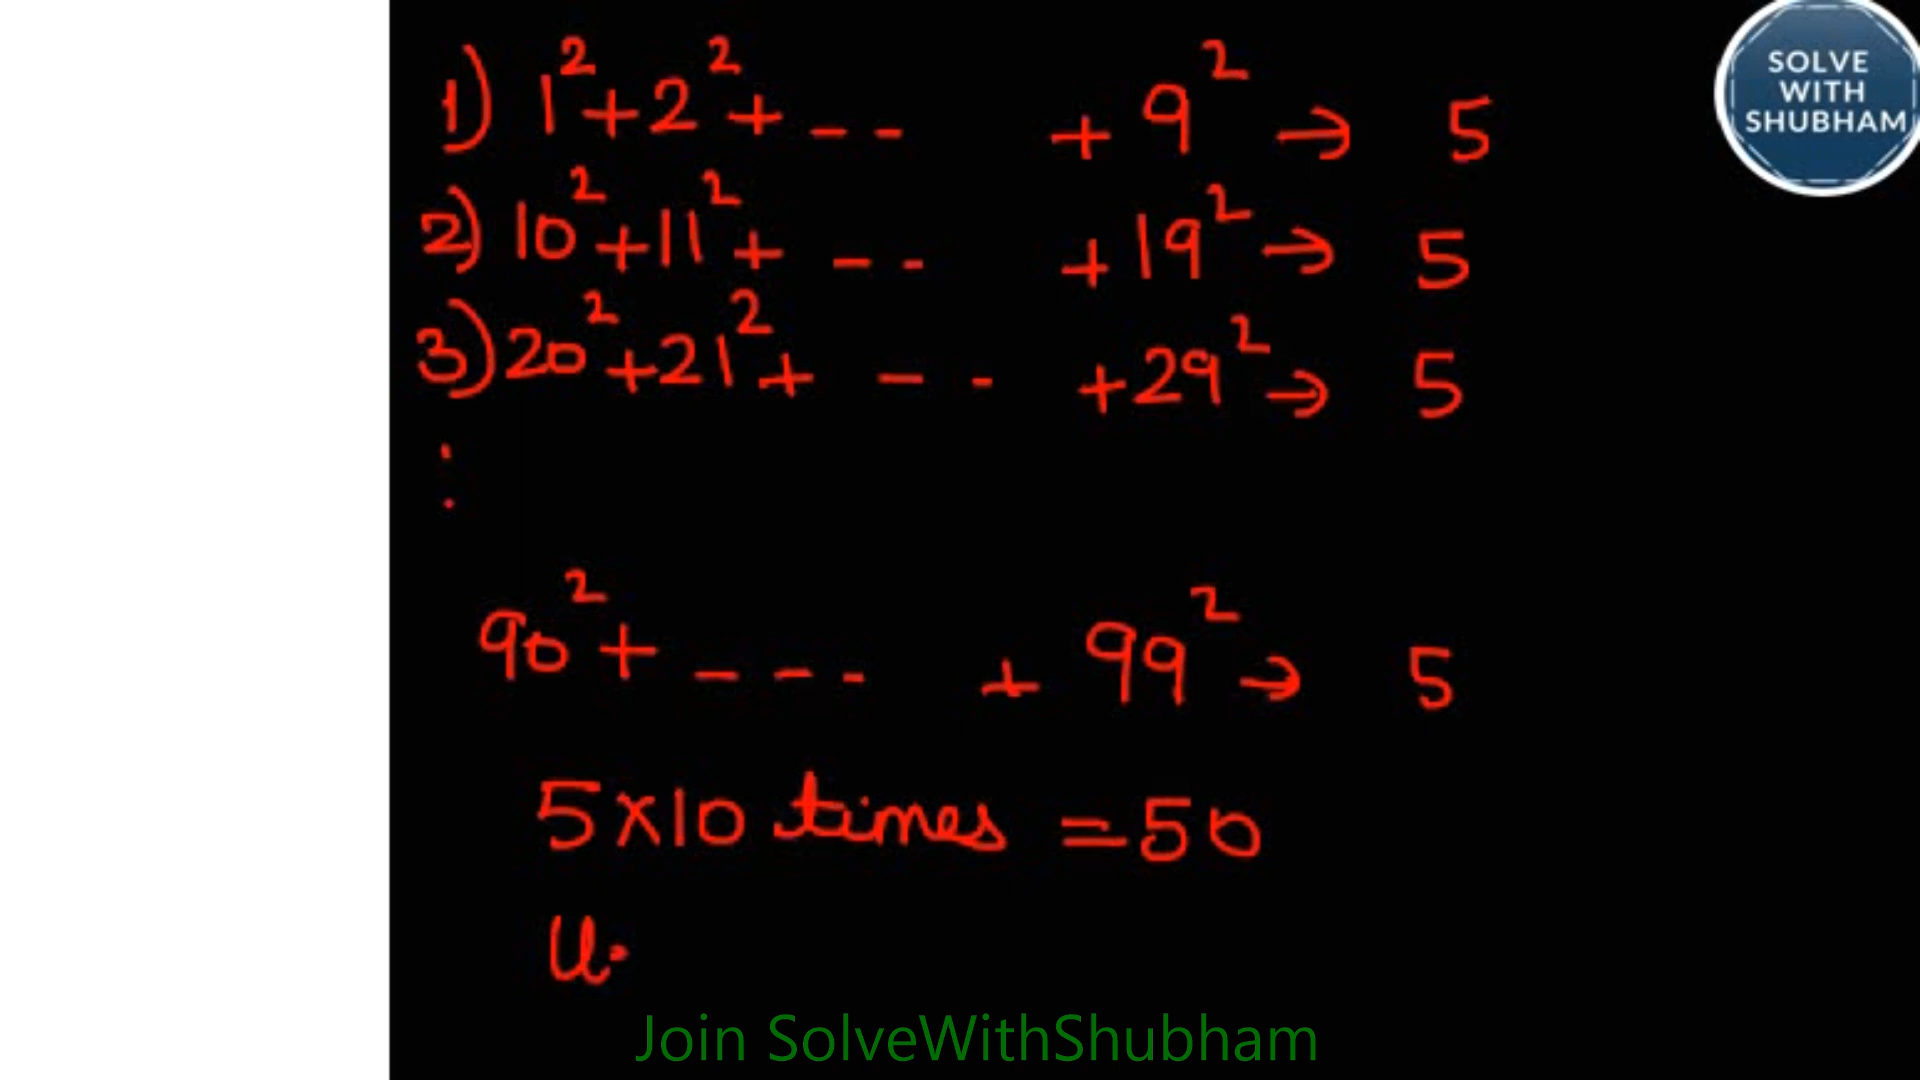 1) 1²+2²+-- +9²→ 5
SOLVE
WITH
SHUBHAM
2) 10²+11²+ -- +19²→ 5
3) 20²+21²+ -- +29²→ 5
:
90²+ --- + 99²→ 5
5×10 times =50
U.
Join SolveWithShubham